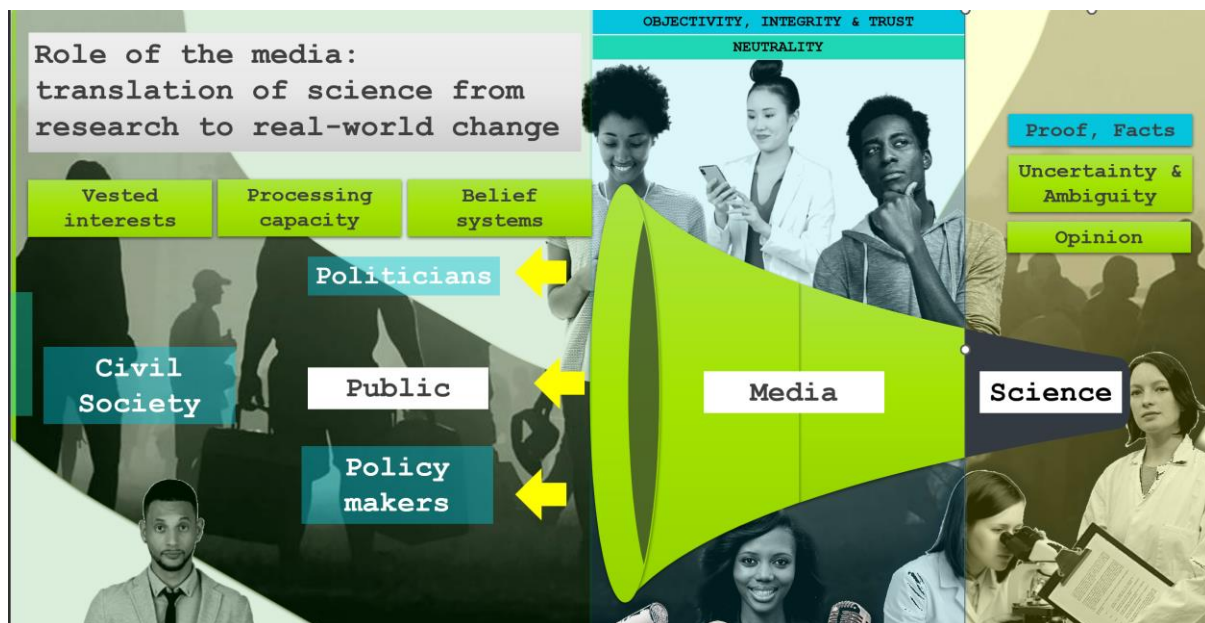 OBJECTIVITY, INTEGRITY & TRUST
NEUTRALITY
Role of the media:
translation of science from
research to real-world change
Proof, Facts
Uncertainty &
Ambiguity
Opinion
Vested
interests
Processing
capacity
Belief
systems
Politicians
Civil
Society
Public
Media
Science
Policy
makers